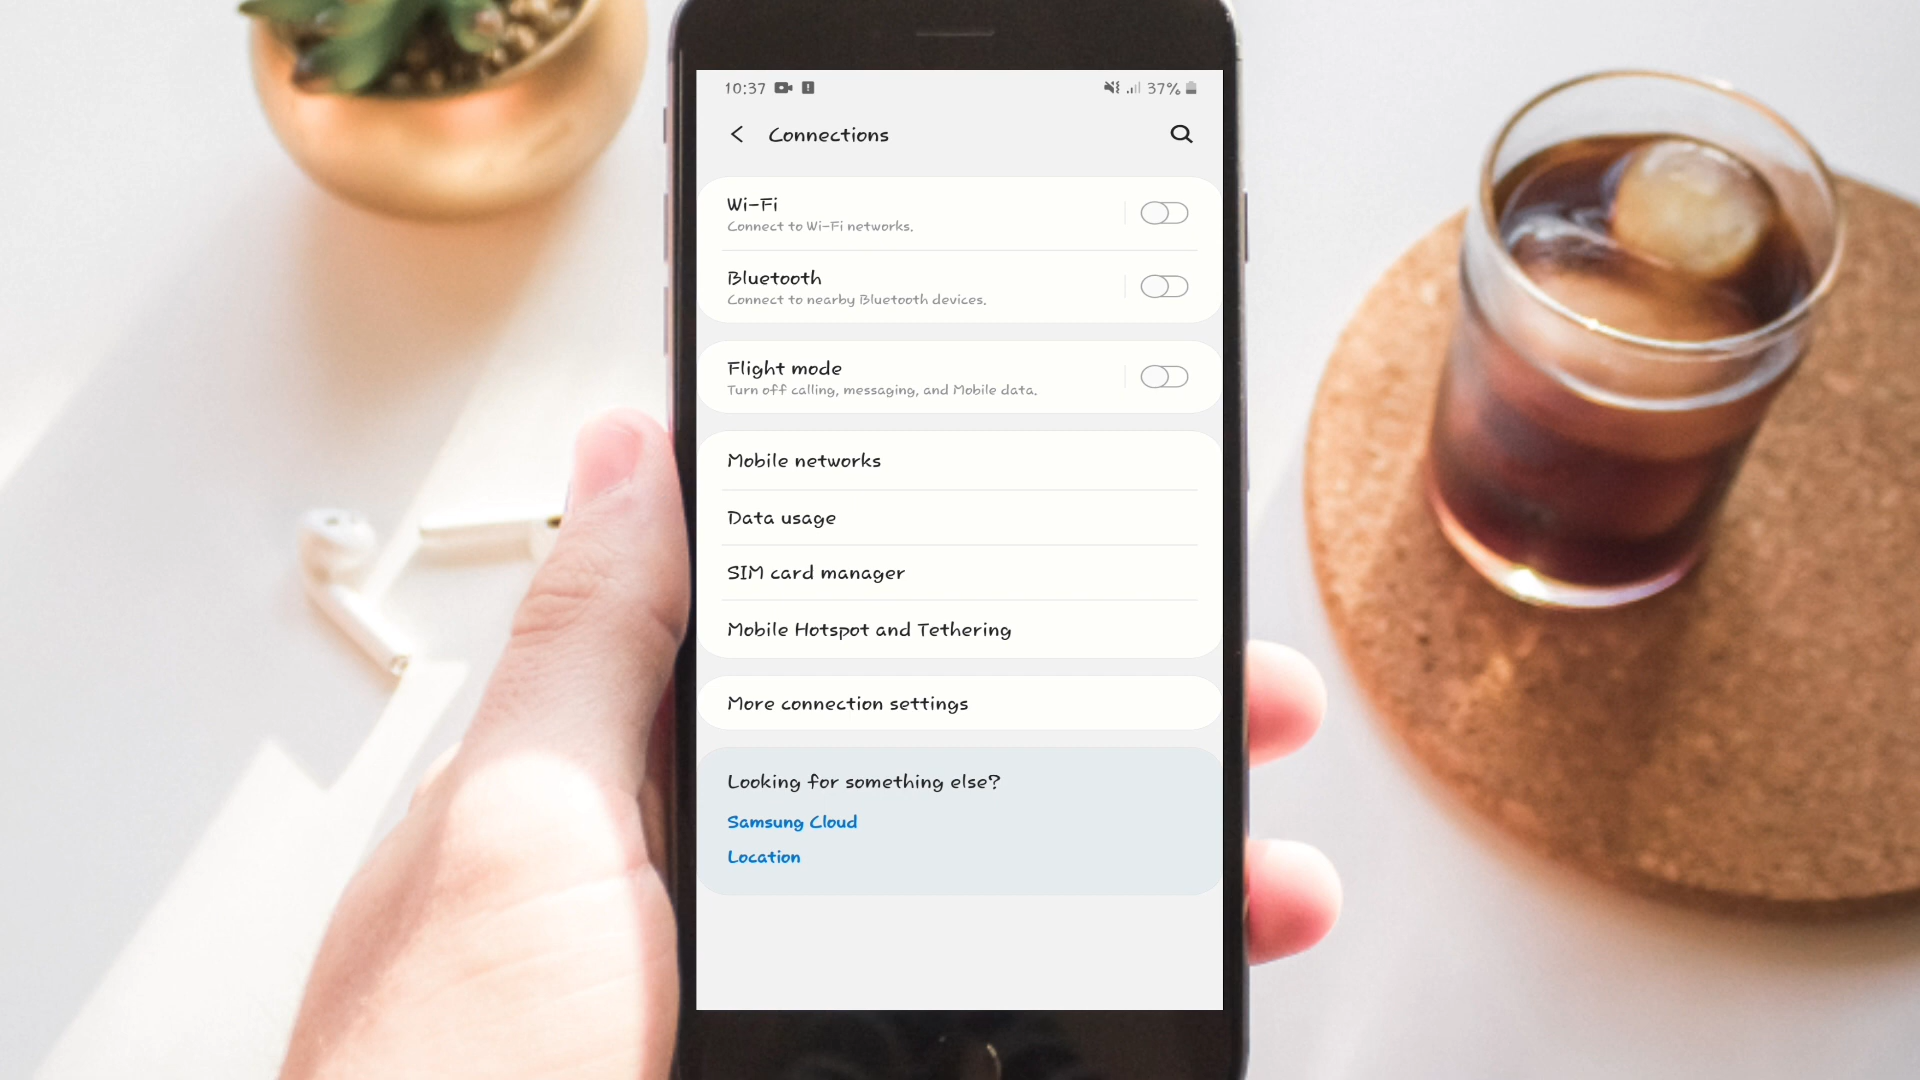 10:37 37%
Connections
Wi-Fi
Connect to Wi-Fi networks.
Bluetooth
Connect to nearby Bluetooth devices.
Flight mode
Turn off calling, messaging, and Mobile data.
Mobile networks
Data usage
SIM card manager
Mobile Hotspot and Tethering
More connection settings
Looking for something else?
Samsung Cloud
Location